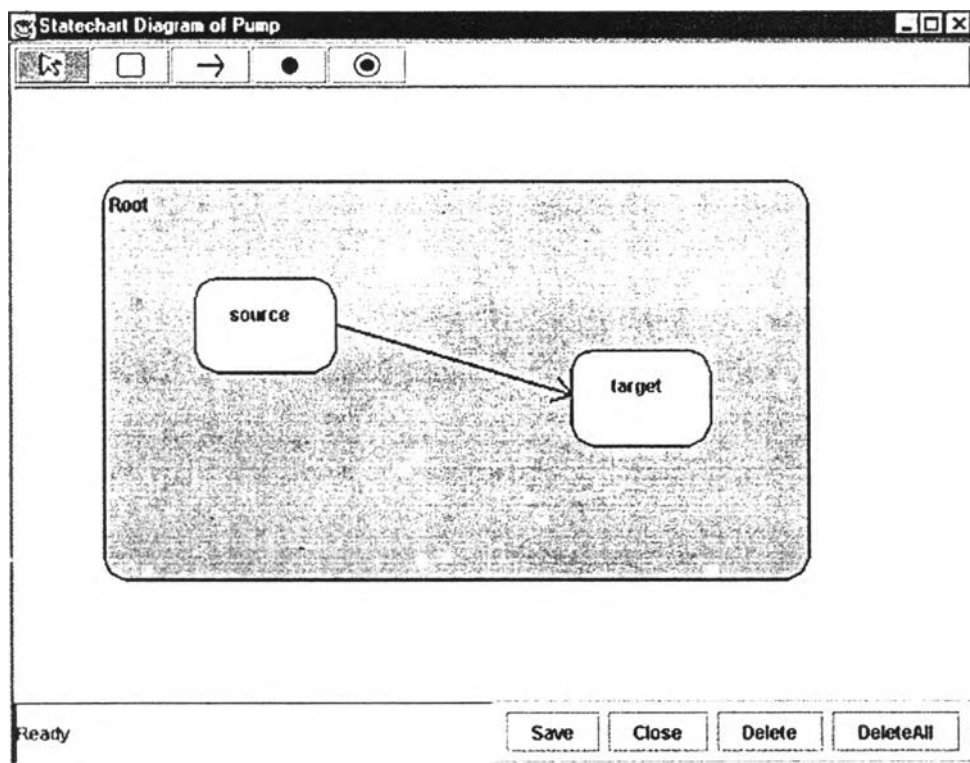 Statechart Diagram of Pump
Root
source
target
Ready
Save
Close
Delete
DeleteAll